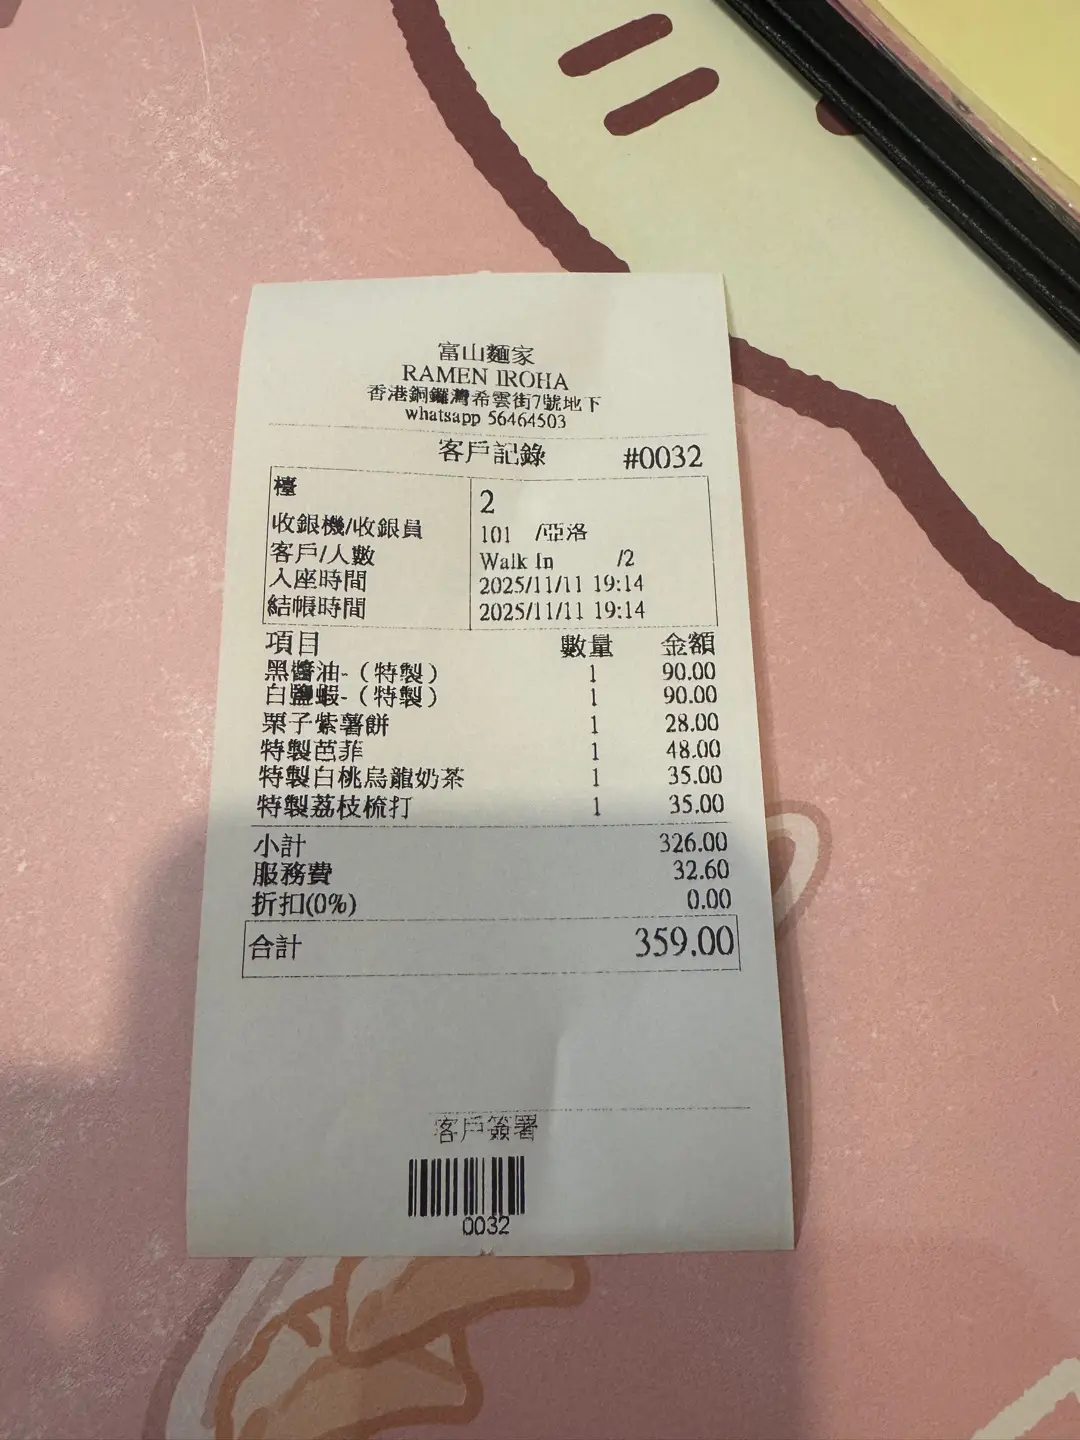 富山麵家
RAMEN IROHA
香港銅鑼灣希雲街7號地下
whatsapp 56464503
客戶記錄 #0032
檯 2
收銀機/收銀員 101 /亞洛
客戶/人數 Walk In /2
入座時間 2025/11/11 19:14
結帳時間 2025/11/11 19:14
項目 數量 金額
黑醬油-（特製） 1 90.00
白鹽蝦-（特製） 1 90.00
栗子紫薯餅 1 28.00
特製芭菲 1 48.00
特製白桃烏龍奶茶 1 35.00
特製荔枝梳打 1 35.00
小計 326.00
服務費 32.60
折扣(0%) 0.00
合計 359.00
客戶簽署
0032